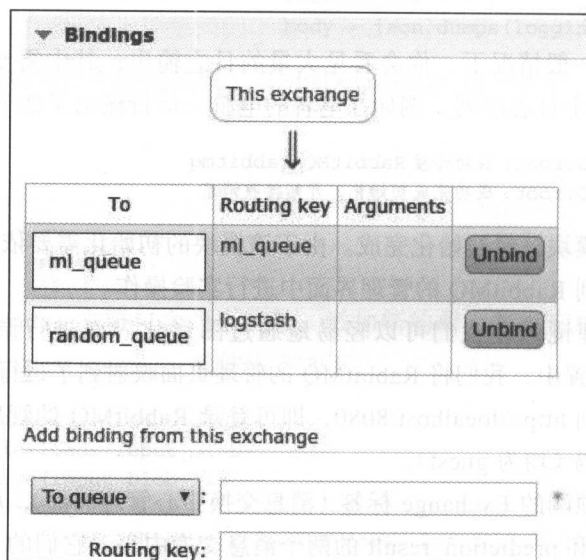 ▼ Bindings
This exchange
To Routing key Arguments
ml_queue ml_queue Unbind
random_queue logstash Unbind
Add binding from this exchange
To queue ▼ : *
Routing key: